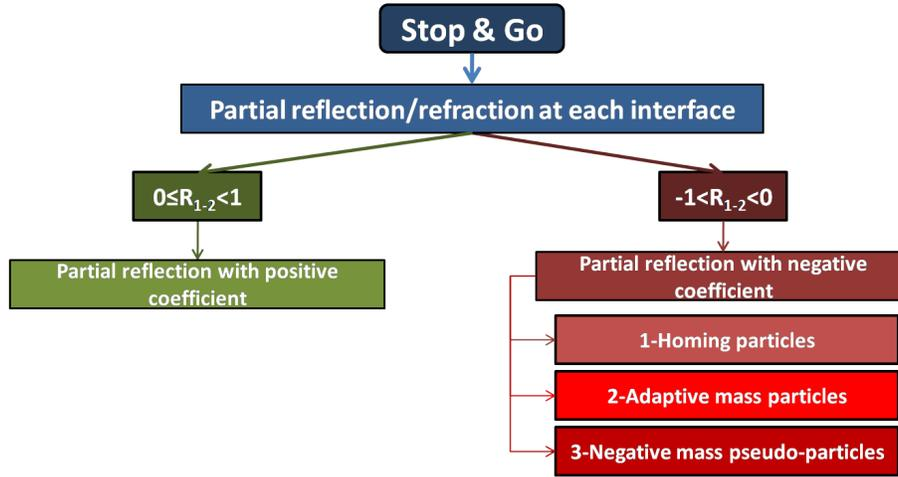 Stop & Go
Partial reflection/refraction at each interface
0≤R1-2<1
-1<R1-2<0
Partial reflection with positive
coefficient
Partial reflection with negative
coefficient
1-Homing particles
2-Adaptive mass particles
3-Negative mass pseudo-particles